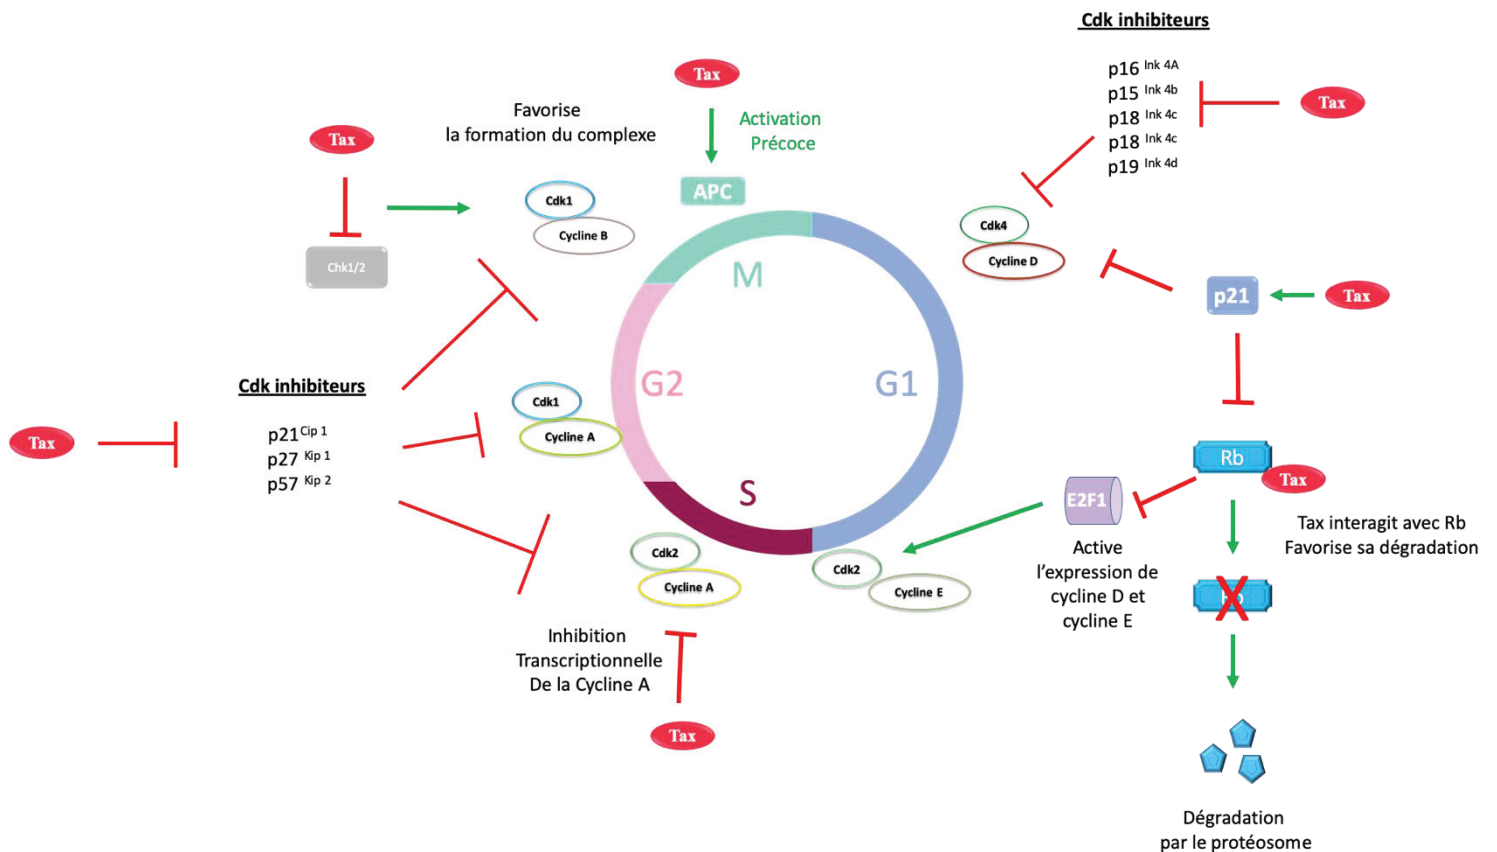 Cdk inhibiteurs
p16 Ink 4A
p15 Ink 4b
p18 Ink 4c
p18 Ink 4c
p19 Ink 4d
Tax
Tax
Activation
Précoce
APC
Favorise
la formation du complexe
Tax
Chk1/2
Cdk1
Cycline B
Cdk4
Cycline D
p21
Tax
M
G2
G1
S
Cdk inhibiteurs
p21 Cip 1
p27 Kip 1
p57 Kip 2
Tax
Cdk1
Cycline A
Cdk2
Cycline A
Cdk2
Cycline E
Inhibition
Transcriptionnelle
De la Cycline A
Tax
E2F1
Active
l'expression de
cycline D et
cycline E
Rb
Tax
Tax interagit avec Rb
Favorise sa dégradation
Rb
Dégradation
par le protéosome